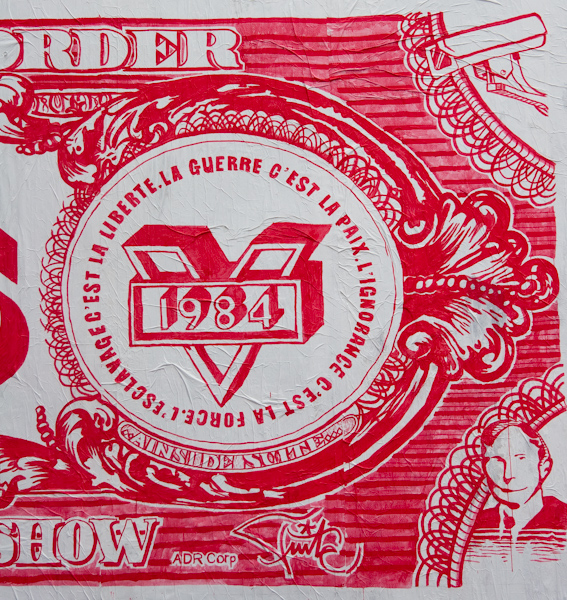 ORDER
LA GUERRE C'EST LA PAIX. L'IGNORANCE C'EST LA FORCE. L'ESCLAVAGE C'EST LA LIBERTE.
1984
SHOW
ADR Corp